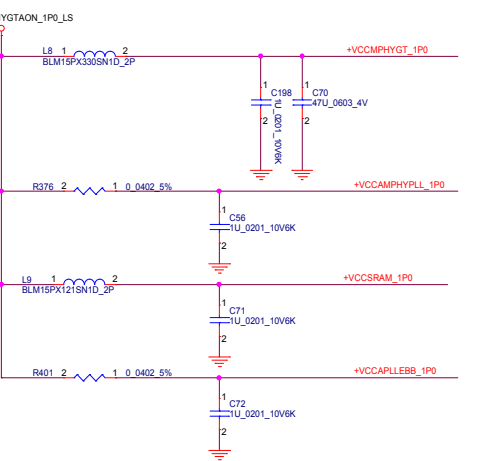 YGTAON_1P0_LS
L8 1 2 +VCCMPHYGT_1P0
BLM15PX330SN1D_2P
1 C198 1 C70
1U_0201_10V6K 47U_0603_4V
2 2
R376 2 1 0_0402_5% +VCCAMPHYPLL_1P0
1
C56
1U_0201_10V6K
2
L9 1 2 +VCCSRAM_1P0
BLM15PX121SN1D_2P
1
C71
1U_0201_10V6K
2
R401 2 1 0_0402_5% +VCCAPLLEBB_1P0
1
C72
1U_0201_10V6K
2